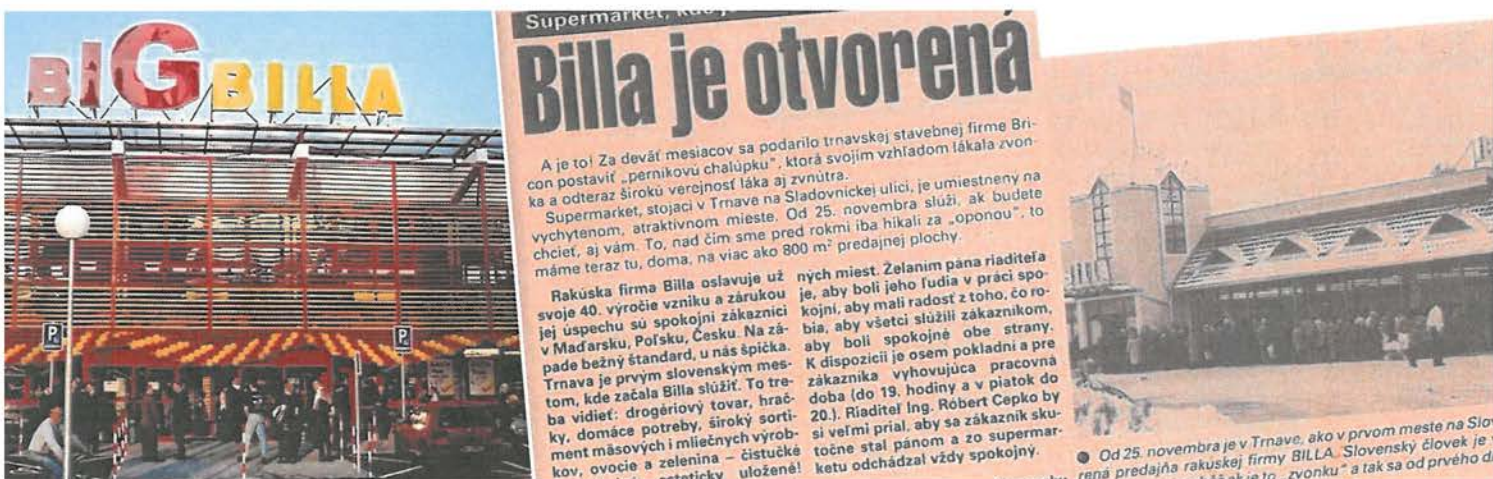 BIG BILLA
P
P
Supermarket,
Billa je otvorená
A je to! Za deväť mesiacov sa podarilo trnavskej stavebnej firme Bri-
con postaviť „perníkovú chalúpku“, ktorá svojím vzhľadom lákala zvon-
ka a odteraz širokú verejnosť láka aj zvnútra.
Supermarket, stojaci v Trnave na Sladovníckej ulici, je umiestnený na
vychytenom, atraktívnom mieste. Od 25. novembra slúži, ak budete
chcieť, aj vám. To, nad čím sme pred rokmi iba híkali za „oponou“, to
máme teraz tu, doma, na viac ako 800 m² predajnej plochy.
Rakúska firma Billa oslavuje už
svoje 40. výročie vzniku a zárukou
jej úspechu sú spokojní zákazníci
v Maďarsku, Poľsku, Česku. Na zá-
pade bežný štandard, u nás špička.
Trnava je prvým slovenským mes-
tom, kde začala Billa slúžiť. To tre-
ba vidieť: drogériový tovar, hrač-
ky, domáce potreby, široký sorti-
ment mäsových i mliečnych výrob-
kov, ovocie a zelenina – čistučké
esteticky uložené!
ných miest. Želaním pána riaditeľa
je, aby boli jeho ľudia v práci spo-
kojní, aby mali radosť z toho, čo ro-
bia, aby všetci slúžili zákazníkom,
aby boli spokojné obe strany.
K dispozícii je osem pokladní a pre
zákazníka vyhovujúca pracovná
doba (do 19. hodiny a v piatok do
20.). Riaditeľ Ing. Róbert Cepko by
si veľmi prial, aby sa zákazník sku-
točne stal pánom a zo supermar-
ketu odchádzal vždy spokojný.
● Od 25. novembra je v Trnave, ako v prvom meste na Slov
rená predajňa rakúskej firmy BILLA. Slovenský človek je
je to „zvonku“ a tak sa od prvého